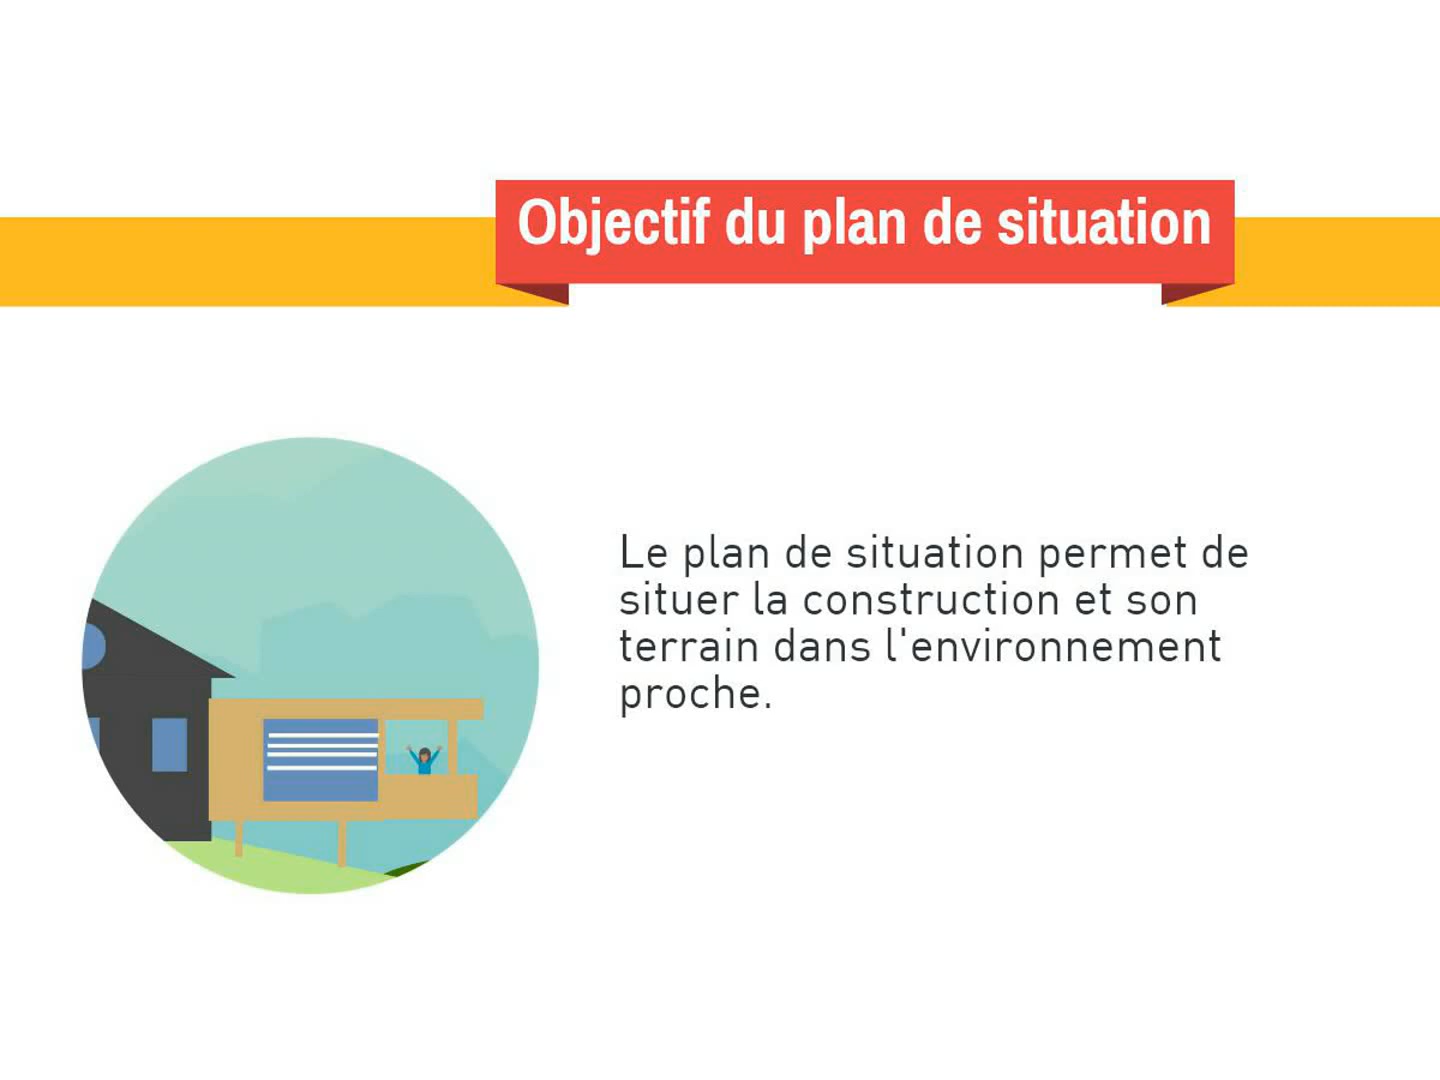 Objectif du plan de situation
Le plan de situation permet de
situer la construction et son
terrain dans l'environnement
proche.